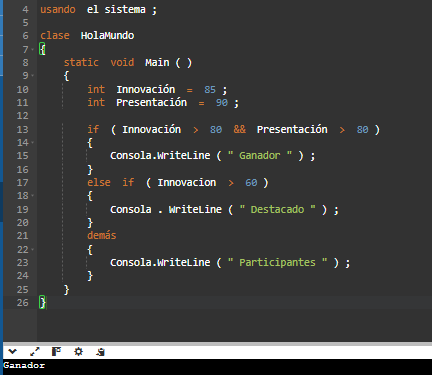 4 usando el sistema ;
5
6 clase HolaMundo
7 {
8 static void Main ( )
9 {
10 int Innovación = 85 ;
11 int Presentación = 90 ;
12
13 if ( Innovación > 80 && Presentación > 80 )
14 {
15 Consola.WriteLine ( " Ganador " ) ;
16 }
17 else if ( Innovacion > 60 )
18 {
19 Consola . WriteLine ( " Destacado " ) ;
20 }
21 demás
22 {
23 Consola.WriteLine ( " Participantes " ) ;
24 }
25 }
26 }
Ganador